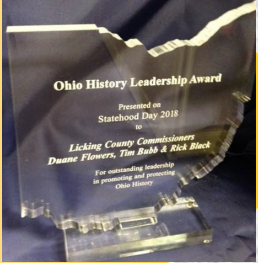 Ohio History Leadership Award
Presented on
Statehood Day 2018
to
Licking County Commissioners
Duane Flowers, Tim Bubb & Rick Black
For outstanding leadership
in promoting and protecting
Ohio History